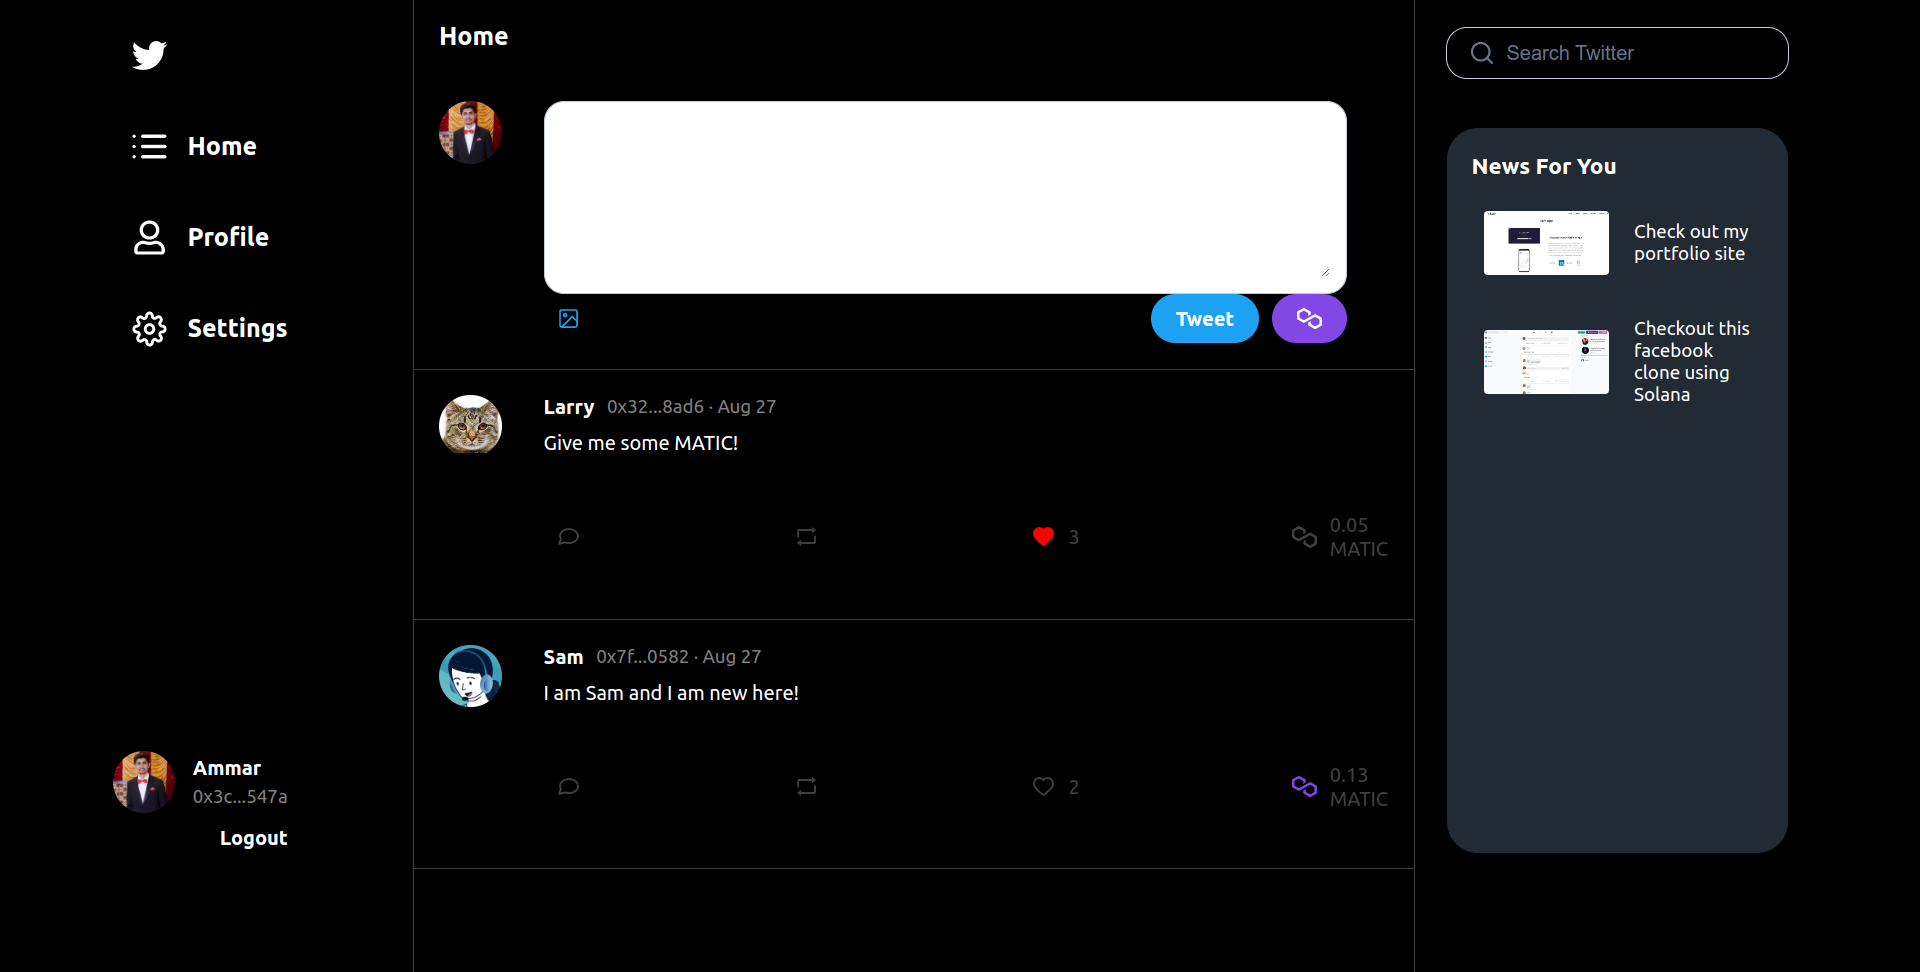 Home
Profile
Settings
Ammar
0x3c...547a
Logout
Home
Tweet
Larry 0x32...8ad6 · Aug 27
Give me some MATIC!
3
0.05
MATIC
Sam 0x7f...0582 · Aug 27
I am Sam and I am new here!
2
0.13
MATIC
Search Twitter
News For You
Check out my
portfolio site
Checkout this
facebook
clone using
Solana